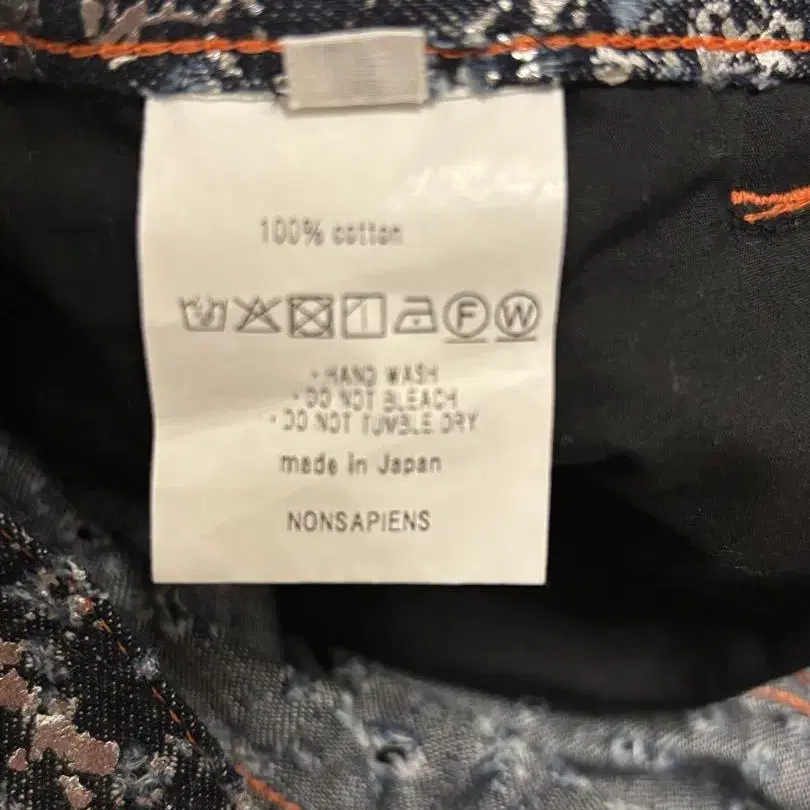 100% cotton
F W
・HAND WASH
・DO NOT BLEACH
・DO NOT TUMBLE DRY
made in Japan
NONSAPIENS